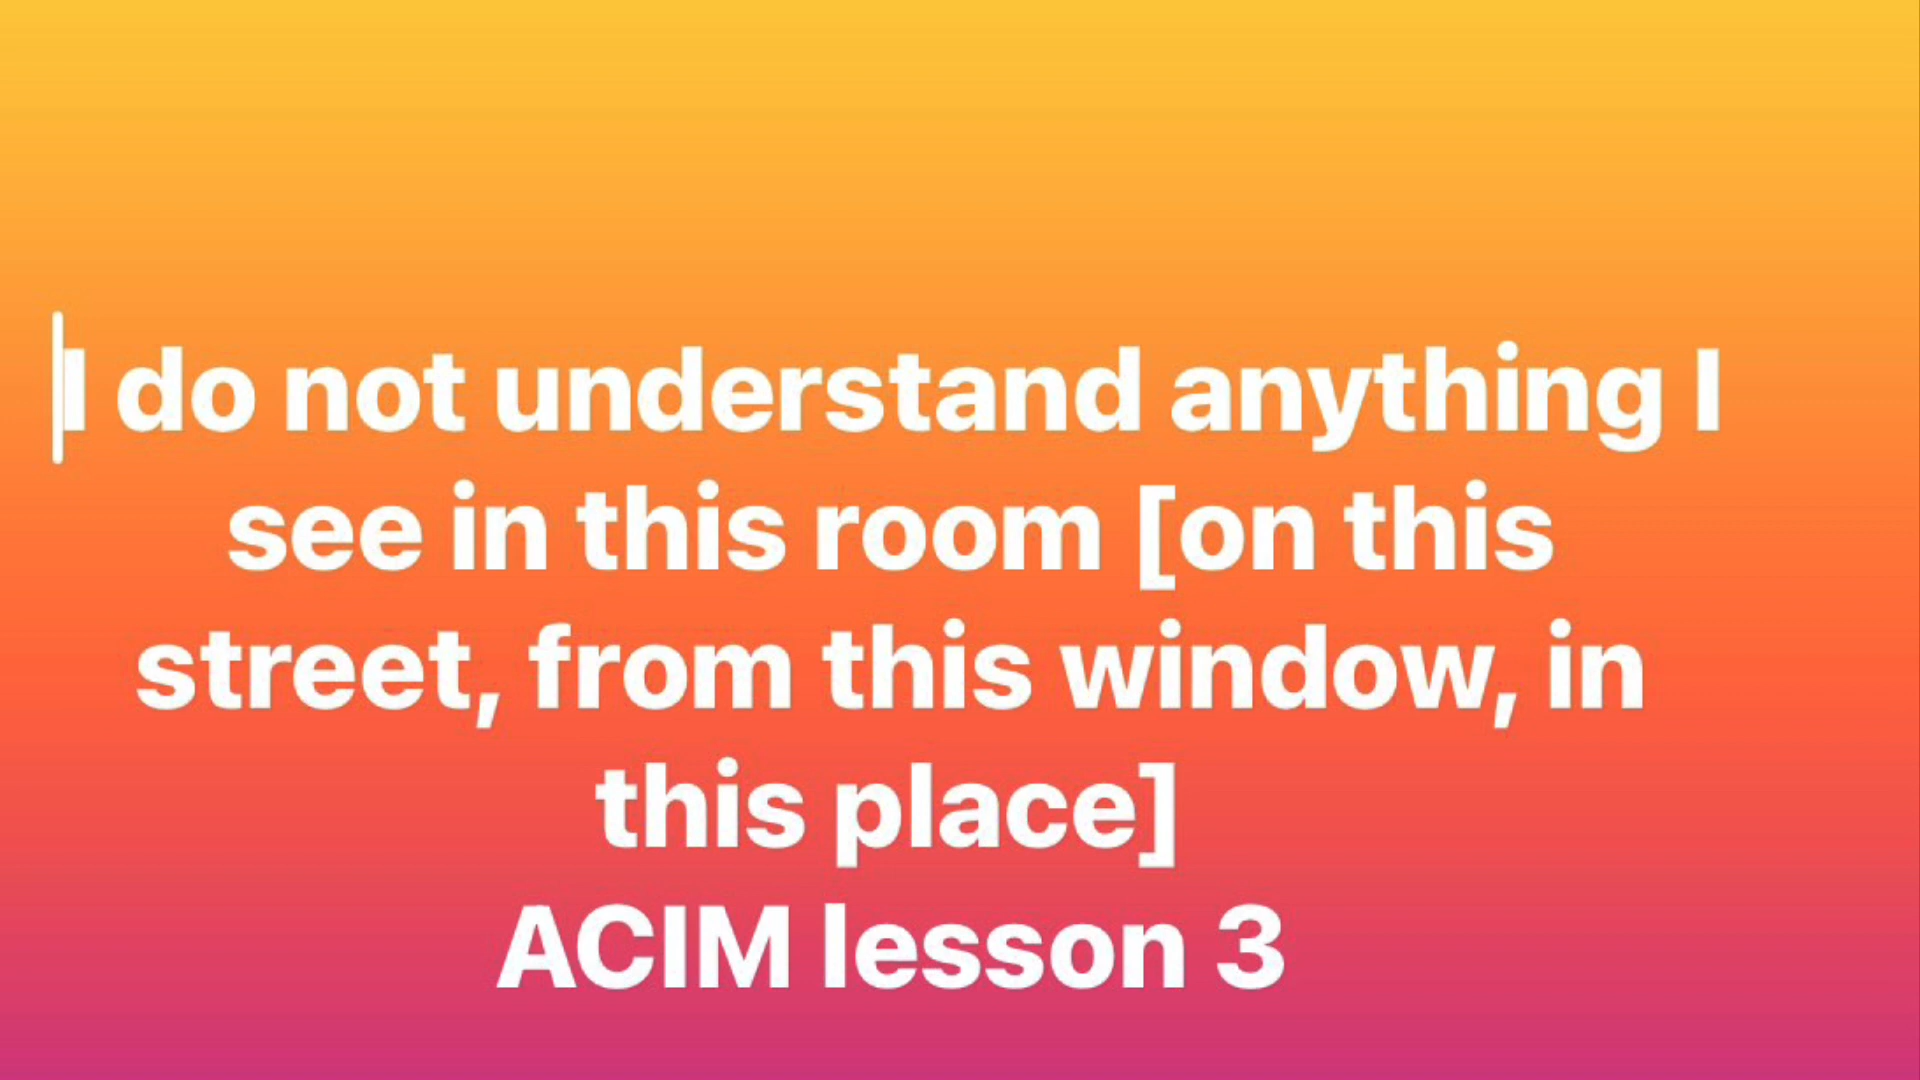 I do not understand anything I
see in this room [on this
street, from this window, in
this place]
ACIM lesson 3